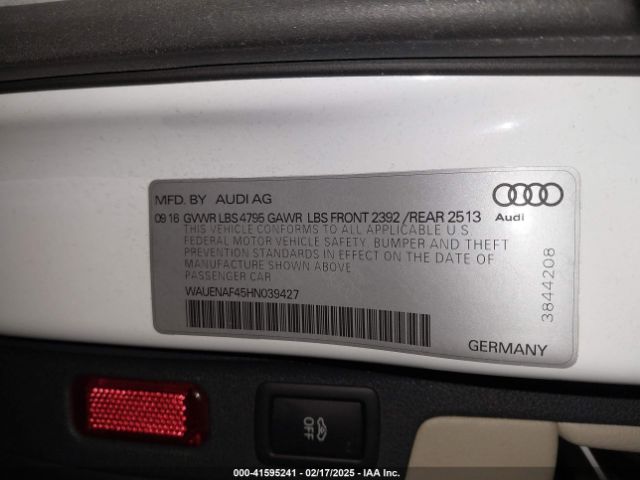 MFD. BY AUDI AG
09 16 GVWR LBS 4795 GAWR LBS FRONT 2392 /REAR 2513
Audi
THIS VEHICLE CONFORMS TO ALL APPLICABLE U.S.
FEDERAL MOTOR VEHICLE SAFETY, BUMPER AND THEFT
PREVENTION STANDARDS IN EFFECT ON THE DATE OF
MANUFACTURE SHOWN ABOVE
PASSENGER CAR
WAUENAF45HN039427
3844208
GERMANY
OFF
000-41595241 - 02/17/2025 - IAA Inc.